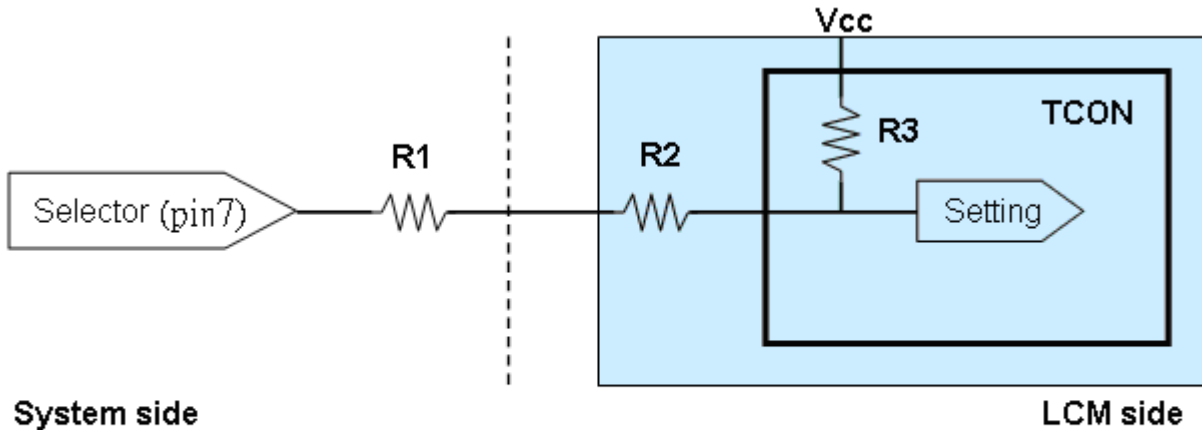 Vcc
TCON
R1
R2
R3
Selector (pin7)
Setting
System side
LCM side